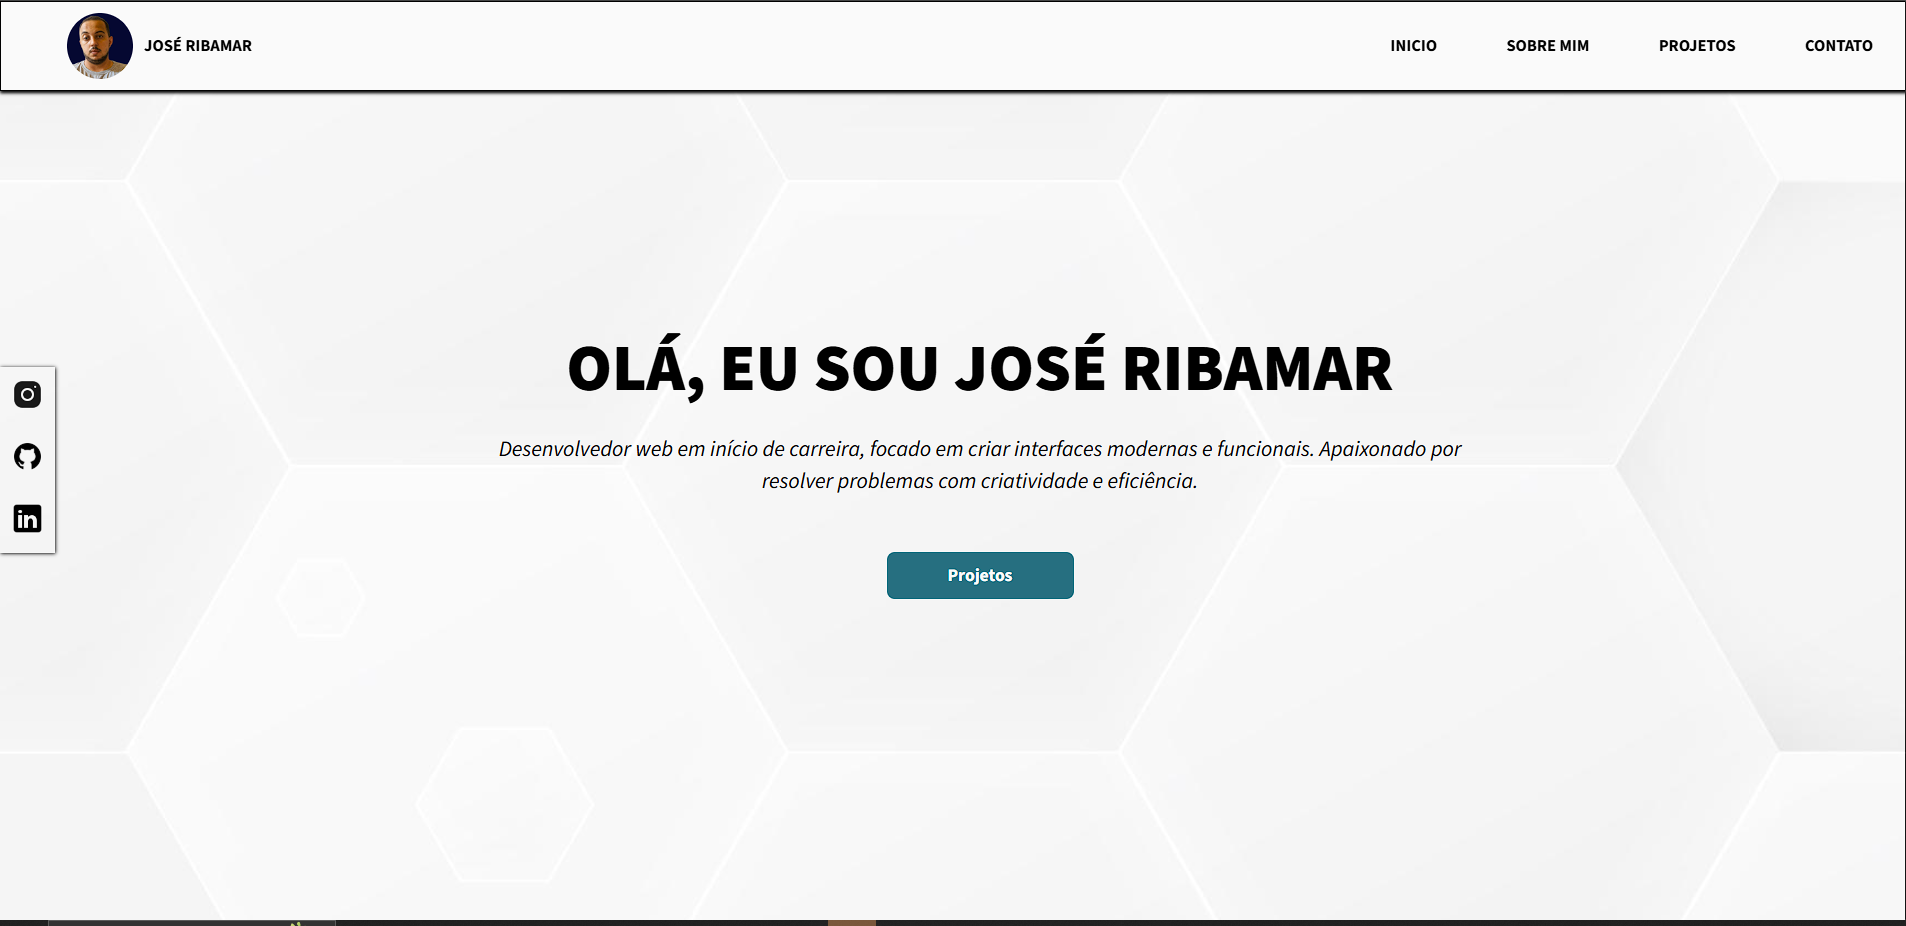 JOSÉ RIBAMAR
INICIO
SOBRE MIM
PROJETOS
CONTATO
OLÁ, EU SOU JOSÉ RIBAMAR
Desenvolvedor web em início de carreira, focado em criar interfaces modernas e funcionais. Apaixonado por
resolver problemas com criatividade e eficiência.
in
Projetos